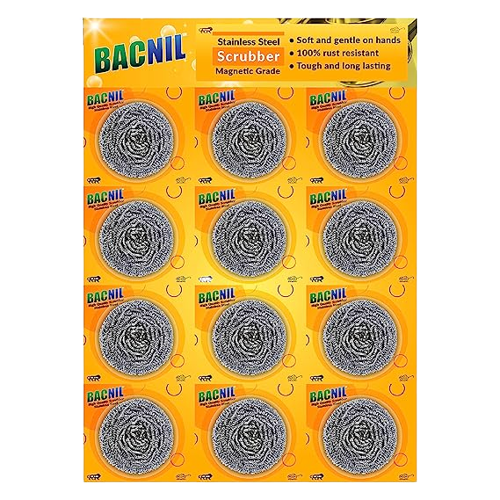 BACNIL
Stainless Steel
Scrubber
Magnetic Grade
• Soft and gentle on hands
• 100% rust resistant
• Tough and long lasting
BACNIL
BACNIL
BACNIL
BACNIL
BACNIL
BACNIL
BACNIL
BACNIL
BACNIL
BACNIL
BACNIL
BACNIL